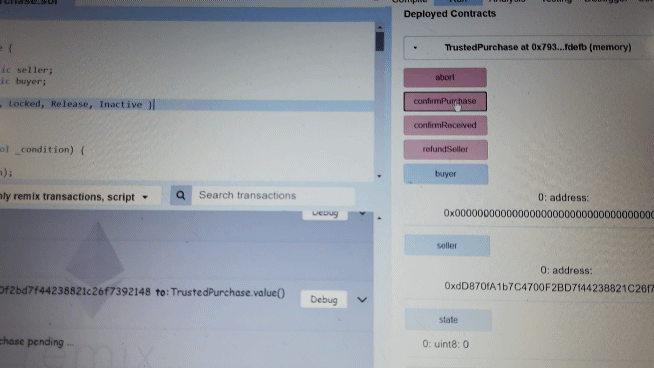 rchase.sol
Compile Run Analysis Testing Debugger
e {
ic seller;
ic buyer;
, Locked, Release, Inactive )
ol _condition) {
);
nly remix transactions, script
Search transactions
Debug
0f2bd7f44238821c26f7392148 to:TrustedPurchase.value()
Debug
chase pending ...
remix
Deployed Contracts
TrustedPurchase at 0x793...fdefb (memory)
abort
confirmPurchase
confirmReceived
refundSeller
buyer
0: address:
seller
0: address:
0xdD870fA1b7C4700F2BD7f44238821C26f7
state
0: uint8: 0